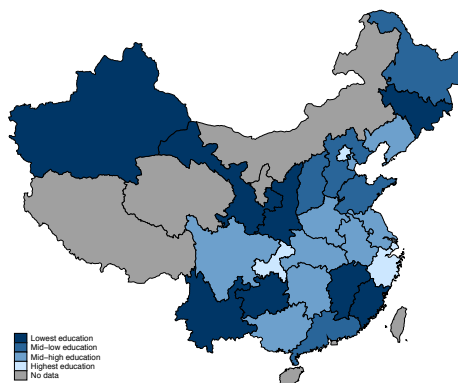 Lowest education
Mid−low education
Mid−high education
Highest education
No data